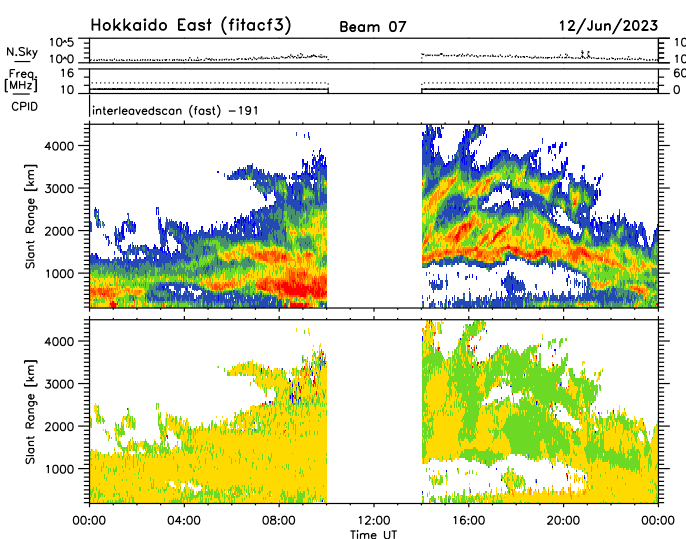 Hokkaido East (fitacf3) Beam 07 12/Jun/2023
N.Sky 10^5 10^0 10 10
Freq. [MHz] 16 10 60 0
CPID interleavedscan (fast) -191
Slant Range [km] 4000 3000 2000 1000
Slant Range [km] 4000 3000 2000 1000
00:00 04:00 08:00 12:00 16:00 20:00 00:00
Time UT